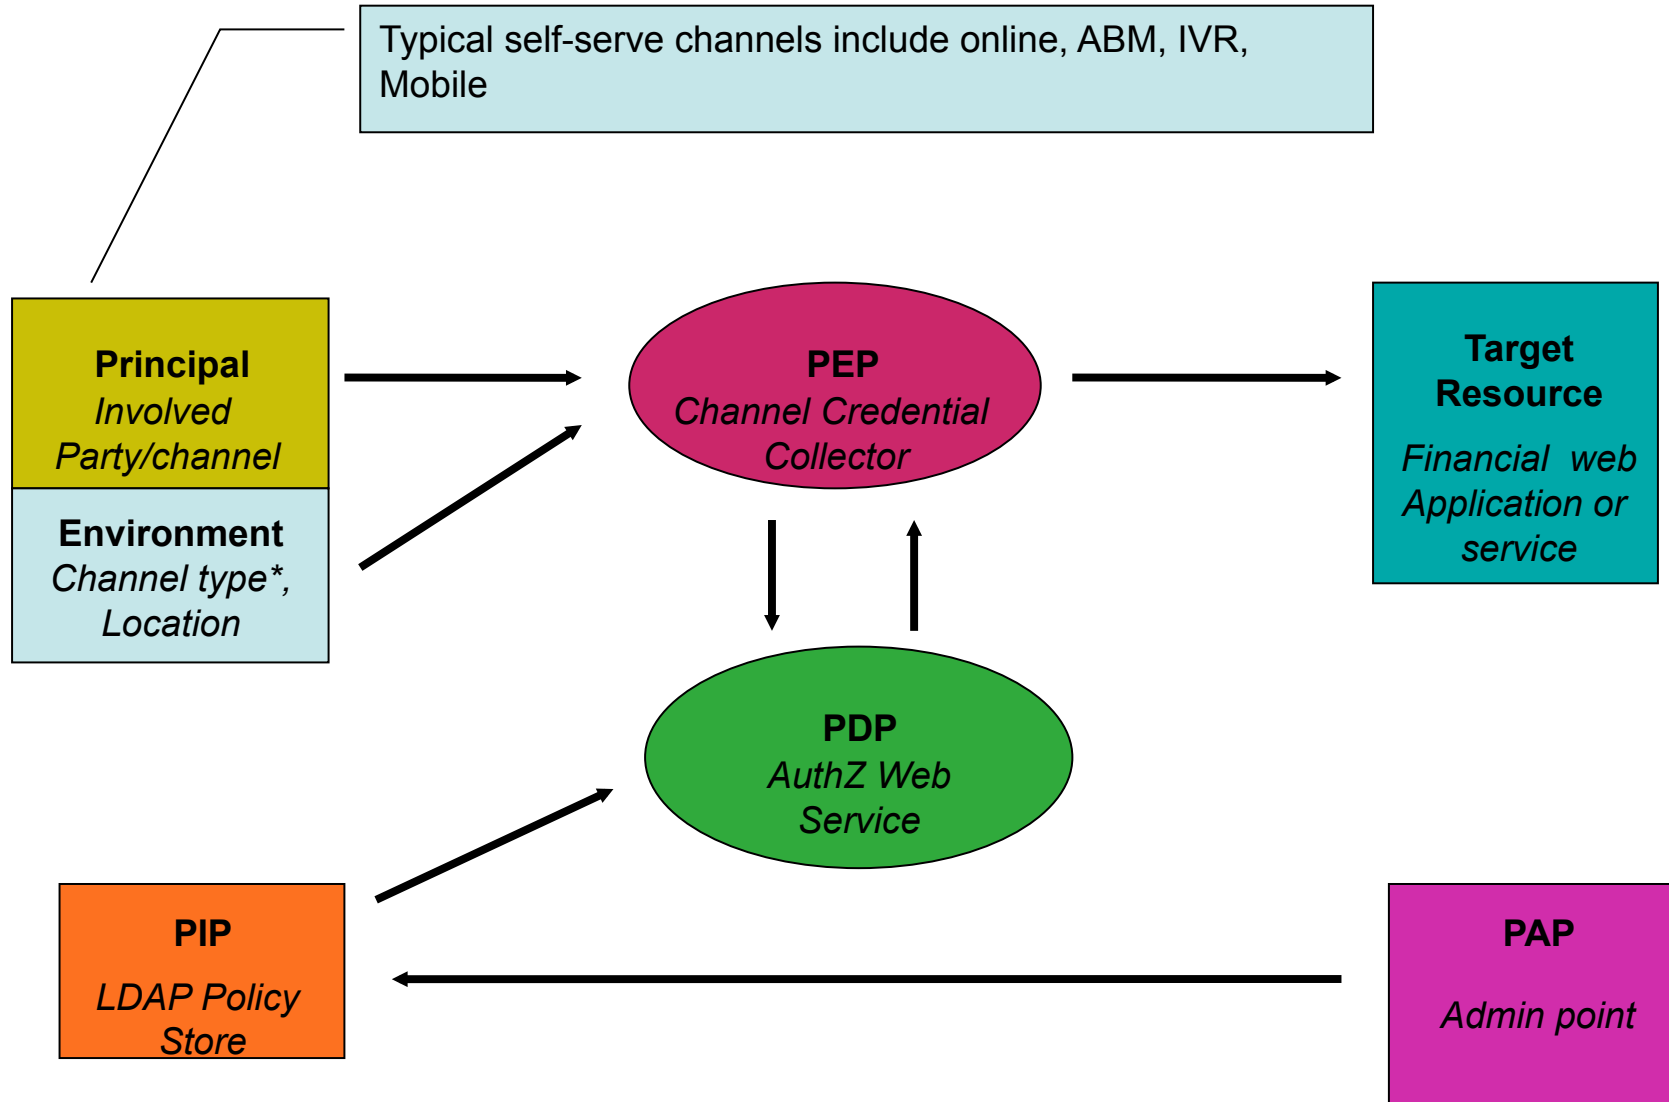 Typical self-serve channels include online, ABM, IVR,
Mobile
Principal
Involved
Party/channel
Environment
Channel type*,
Location
PEP
Channel Credential
Collector
Target
Resource
Financial web
Application or
service
PDP
AuthZ Web
Service
PIP
LDAP Policy
Store
PAP
Admin point